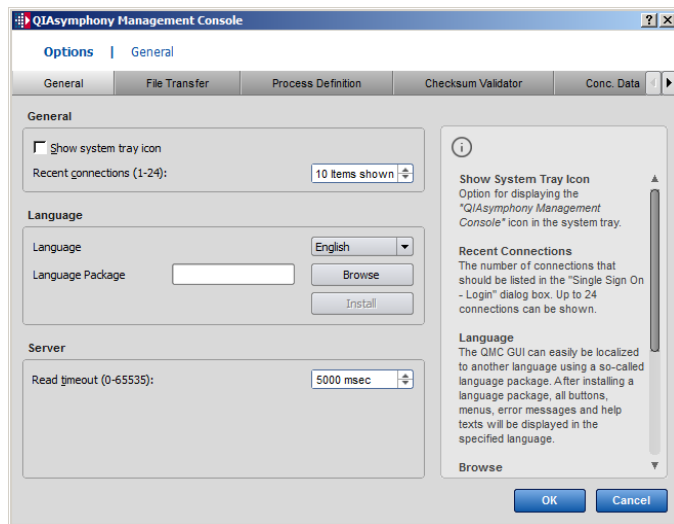 QIAsymphony Management Console
Options | General
General
File Transfer
Process Definition
Checksum Validator
Conc. Data
General
Show system tray icon
Recent connections (1-24):
10 Items shown
Language
Language
English
Language Package
Browse
Install
Server
Read timeout (0-65535):
5000 msec
Show System Tray Icon
Option for displaying the
"QIAsymphony Management
Console" icon in the system tray.
Recent Connections
The number of connections that
should be listed in the "Single Sign On
- Login" dialog box. Up to 24
connections can be shown.
Language
The QMC GUI can easily be localized
to another language using a so-called
language package. After installing a
language package, all buttons,
menus, error messages and help
texts will be displayed in the
specified language.
Browse
OK
Cancel